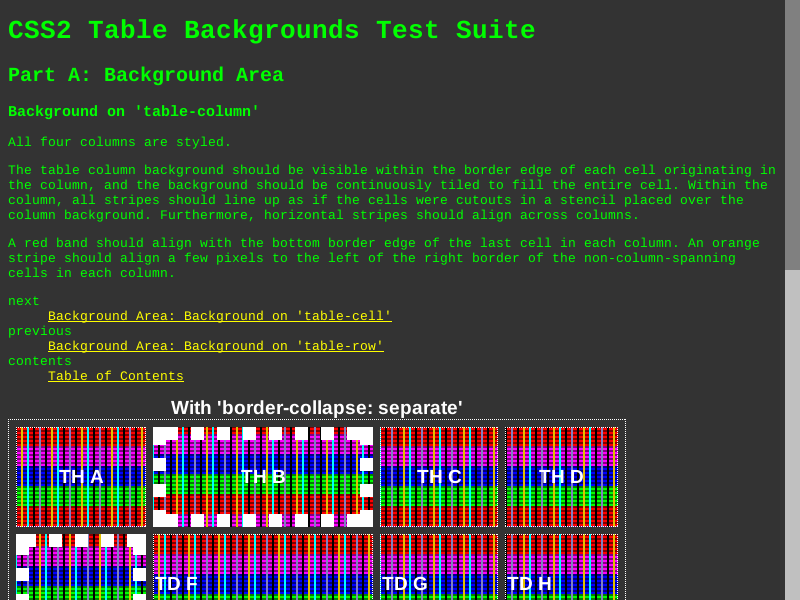 CSS2 Table Backgrounds Test Suite
Part A: Background Area
Background on 'table-column'
All four columns are styled.
The table column background should be visible within the border edge of each cell originating in
the column, and the background should be continuously tiled to fill the entire cell. Within the
column, all stripes should line up as if the cells were cutouts in a stencil placed over the
column background. Furthermore, horizontal stripes should align across columns.
A red band should align with the bottom border edge of the last cell in each column. An orange
stripe should align a few pixels to the left of the right border of the non-column-spanning
cells in each column.
next
Background Area: Background on 'table-cell'
previous
Background Area: Background on 'table-row'
contents
Table of Contents
With 'border-collapse: separate'
TH A TH B TH C TH D
TD F TD G TD H